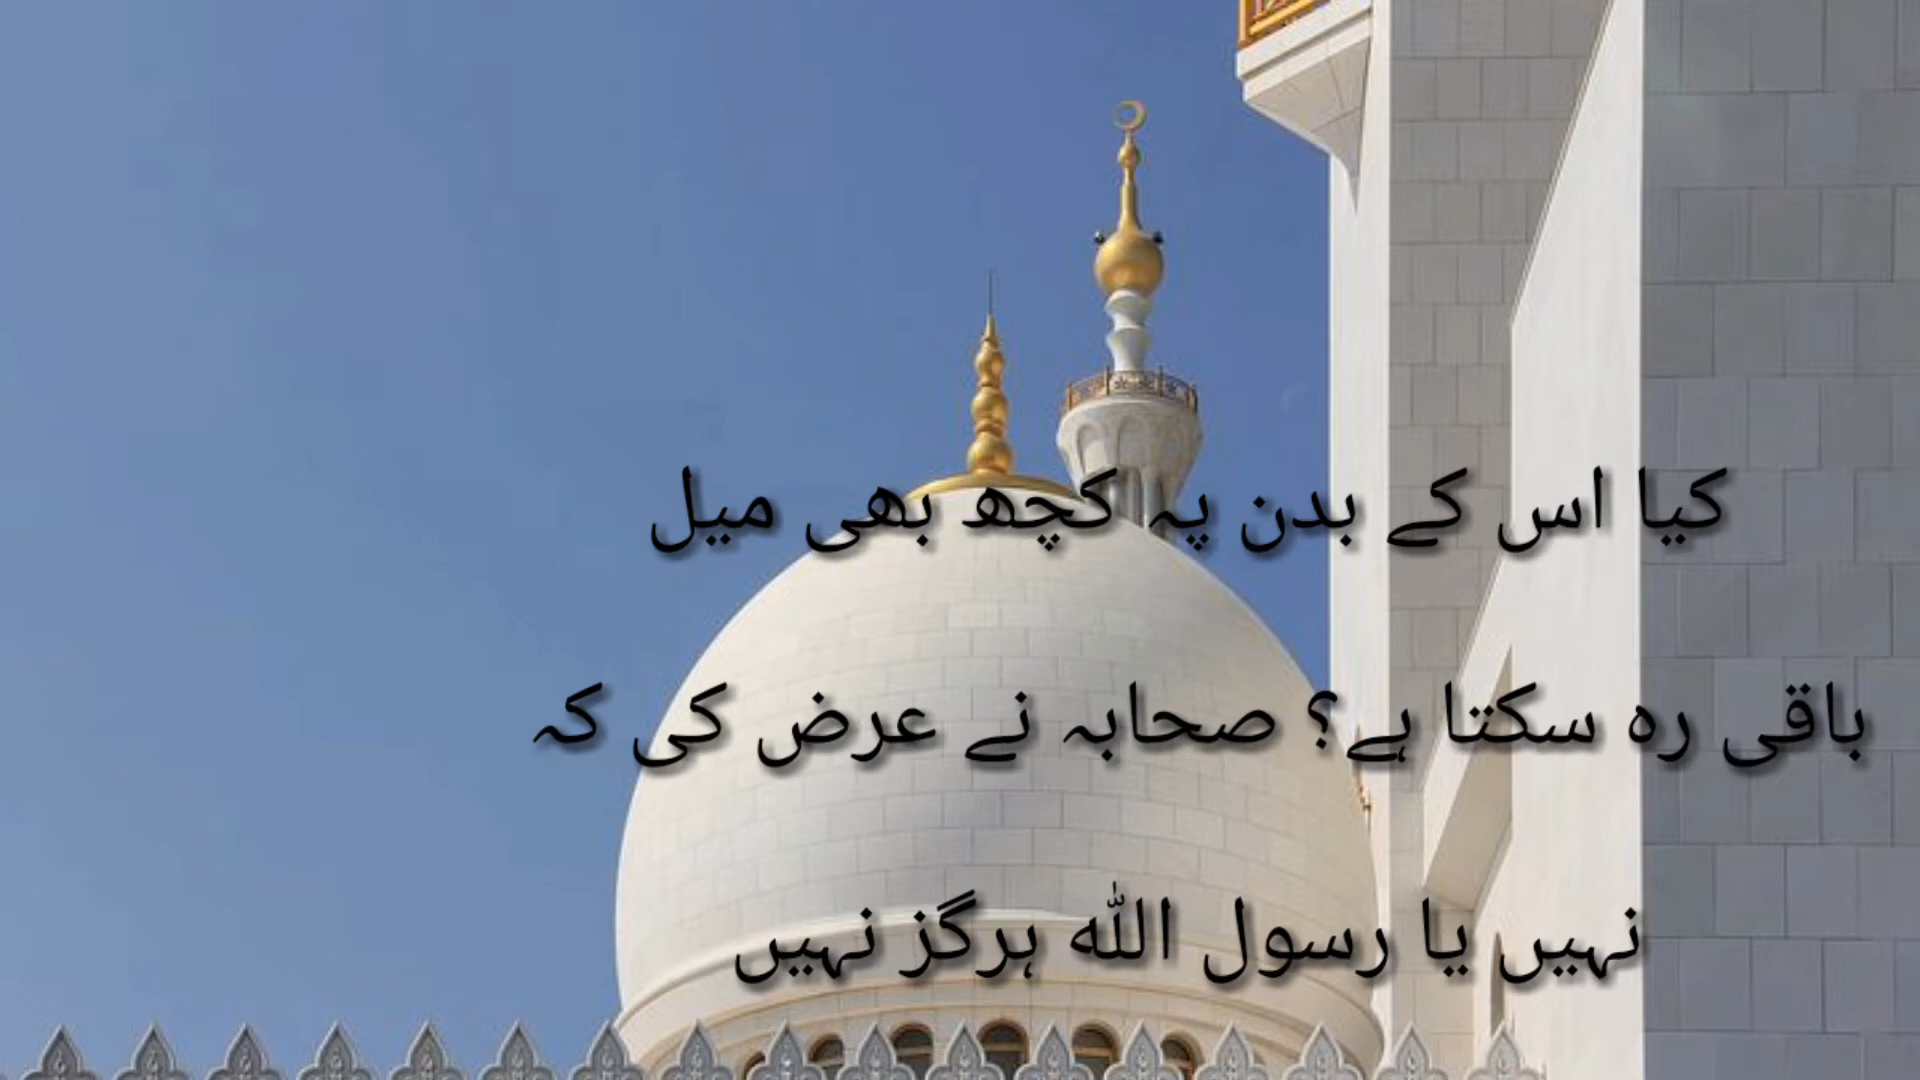 کیا اس کے بدن پہ کچھ بھی میل
باقی رہ سکتا ہے؟ صحابہ نے عرض کی کہ
نہیں یا رسول اللہ ہرگز نہیں